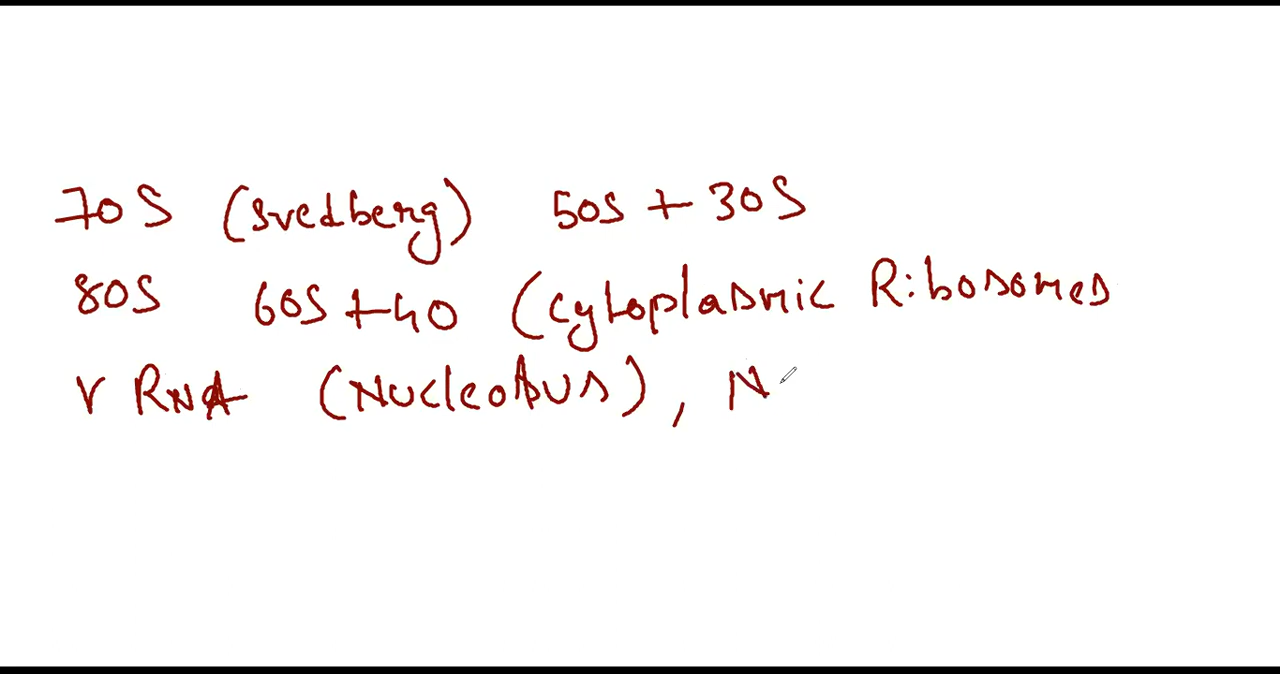 70S (Svedberg) 50S + 30S
80S 60S + 40 (Cytoplasmic Ribosomes
rRNA (Nucleolus), N